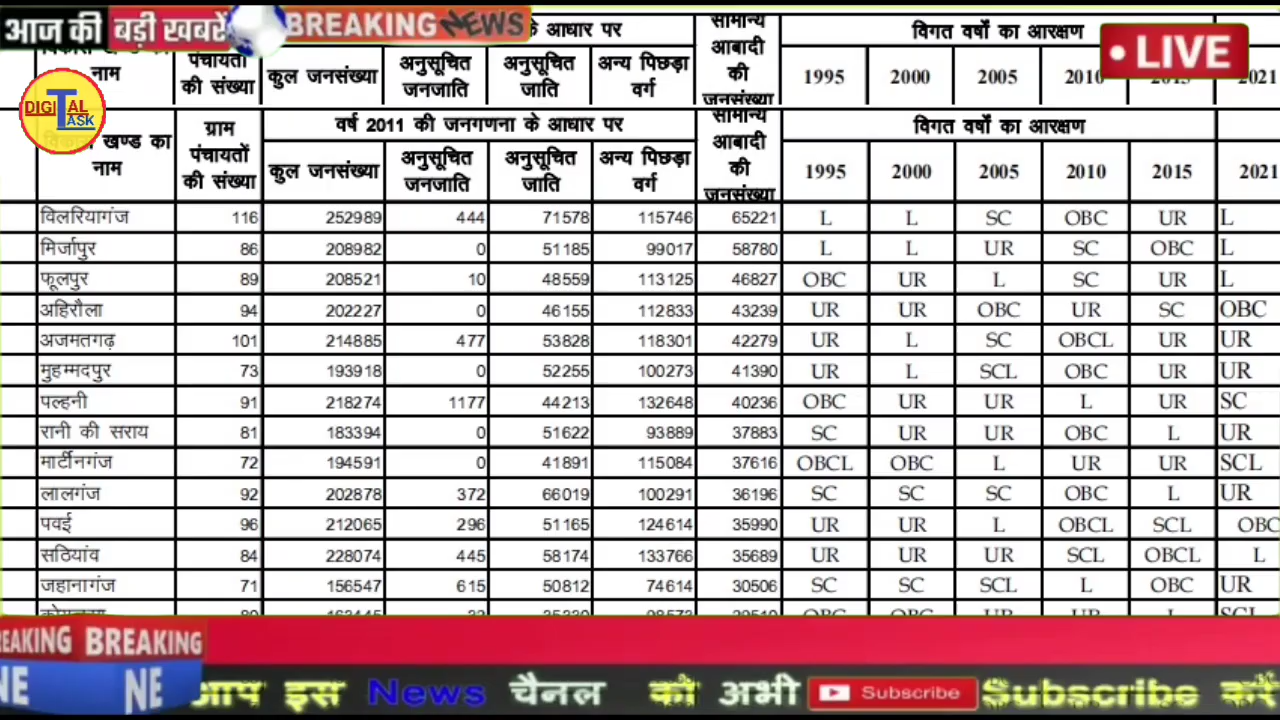 आज की बड़ी खबरें BREAKING NEWS के आधार पर सामान्य आबादी की जनसंख्या विगत वर्षों का आरक्षण LIVE
नाम पंचायतों की संख्या कुल जनसंख्या अनुसूचित जनजाति अनुसूचित जाति अन्य पिछड़ा वर्ग 1995 2000 2005 2010 2015 2021
DIGITAL TASK
विकास खण्ड का नाम ग्राम पंचायतों की संख्या वर्ष 2011 की जनगणना के आधार पर सामान्य आबादी की जनसंख्या विगत वर्षों का आरक्षण
कुल जनसंख्या अनुसूचित जनजाति अनुसूचित जाति अन्य पिछड़ा वर्ग 1995 2000 2005 2010 2015 2021
विलरियागंज 116 252989 444 71578 115746 65221 L L SC OBC UR L
मिर्जापुर 86 208982 0 51185 99017 58780 L L UR SC OBC L
फूलपुर 89 208521 10 48559 113125 46827 OBC UR L SC UR L
अहिरौला 94 202227 0 46155 112833 43239 UR UR OBC UR SC OBC
अजमतगढ़ 101 214885 477 53828 118301 42279 UR L SC OBCL UR UR
मुहम्मदपुर 73 193918 0 52255 100273 41390 UR L SCL OBC UR UR
पल्हनी 91 218274 1177 44213 132648 40236 OBC UR UR L UR SC
रानी की सराय 81 183394 0 51622 93889 37883 SC UR UR OBC L UR
मार्टीनगंज 72 194591 0 41891 115084 37616 OBCL OBC L UR UR SCL
लालगंज 92 202878 372 66019 100291 36196 SC SC SC OBC L UR
पवई 96 212065 296 51165 124614 35990 UR UR L OBCL SCL OBC
सठियांव 84 228074 445 58174 133766 35689 UR UR UR SCL OBCL L
जहानागंज 71 156547 615 50812 74614 30506 SC SC SCL L OBC UR
OBC OBC UR UR L SCL
BREAKING
NE NE
आप इस News चैनल को अभी Subscribe Subscribe करें